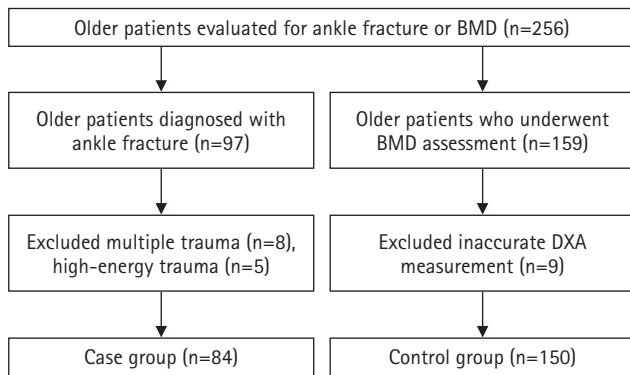 Older patients evaluated for ankle fracture or BMD (n=256)
Older patients diagnosed with
ankle fracture (n=97)
Older patients who underwent
BMD assessment (n=159)
Excluded multiple trauma (n=8),
high-energy trauma (n=5)
Excluded inaccurate DXA
measurement (n=9)
Case group (n=84)
Control group (n=150)